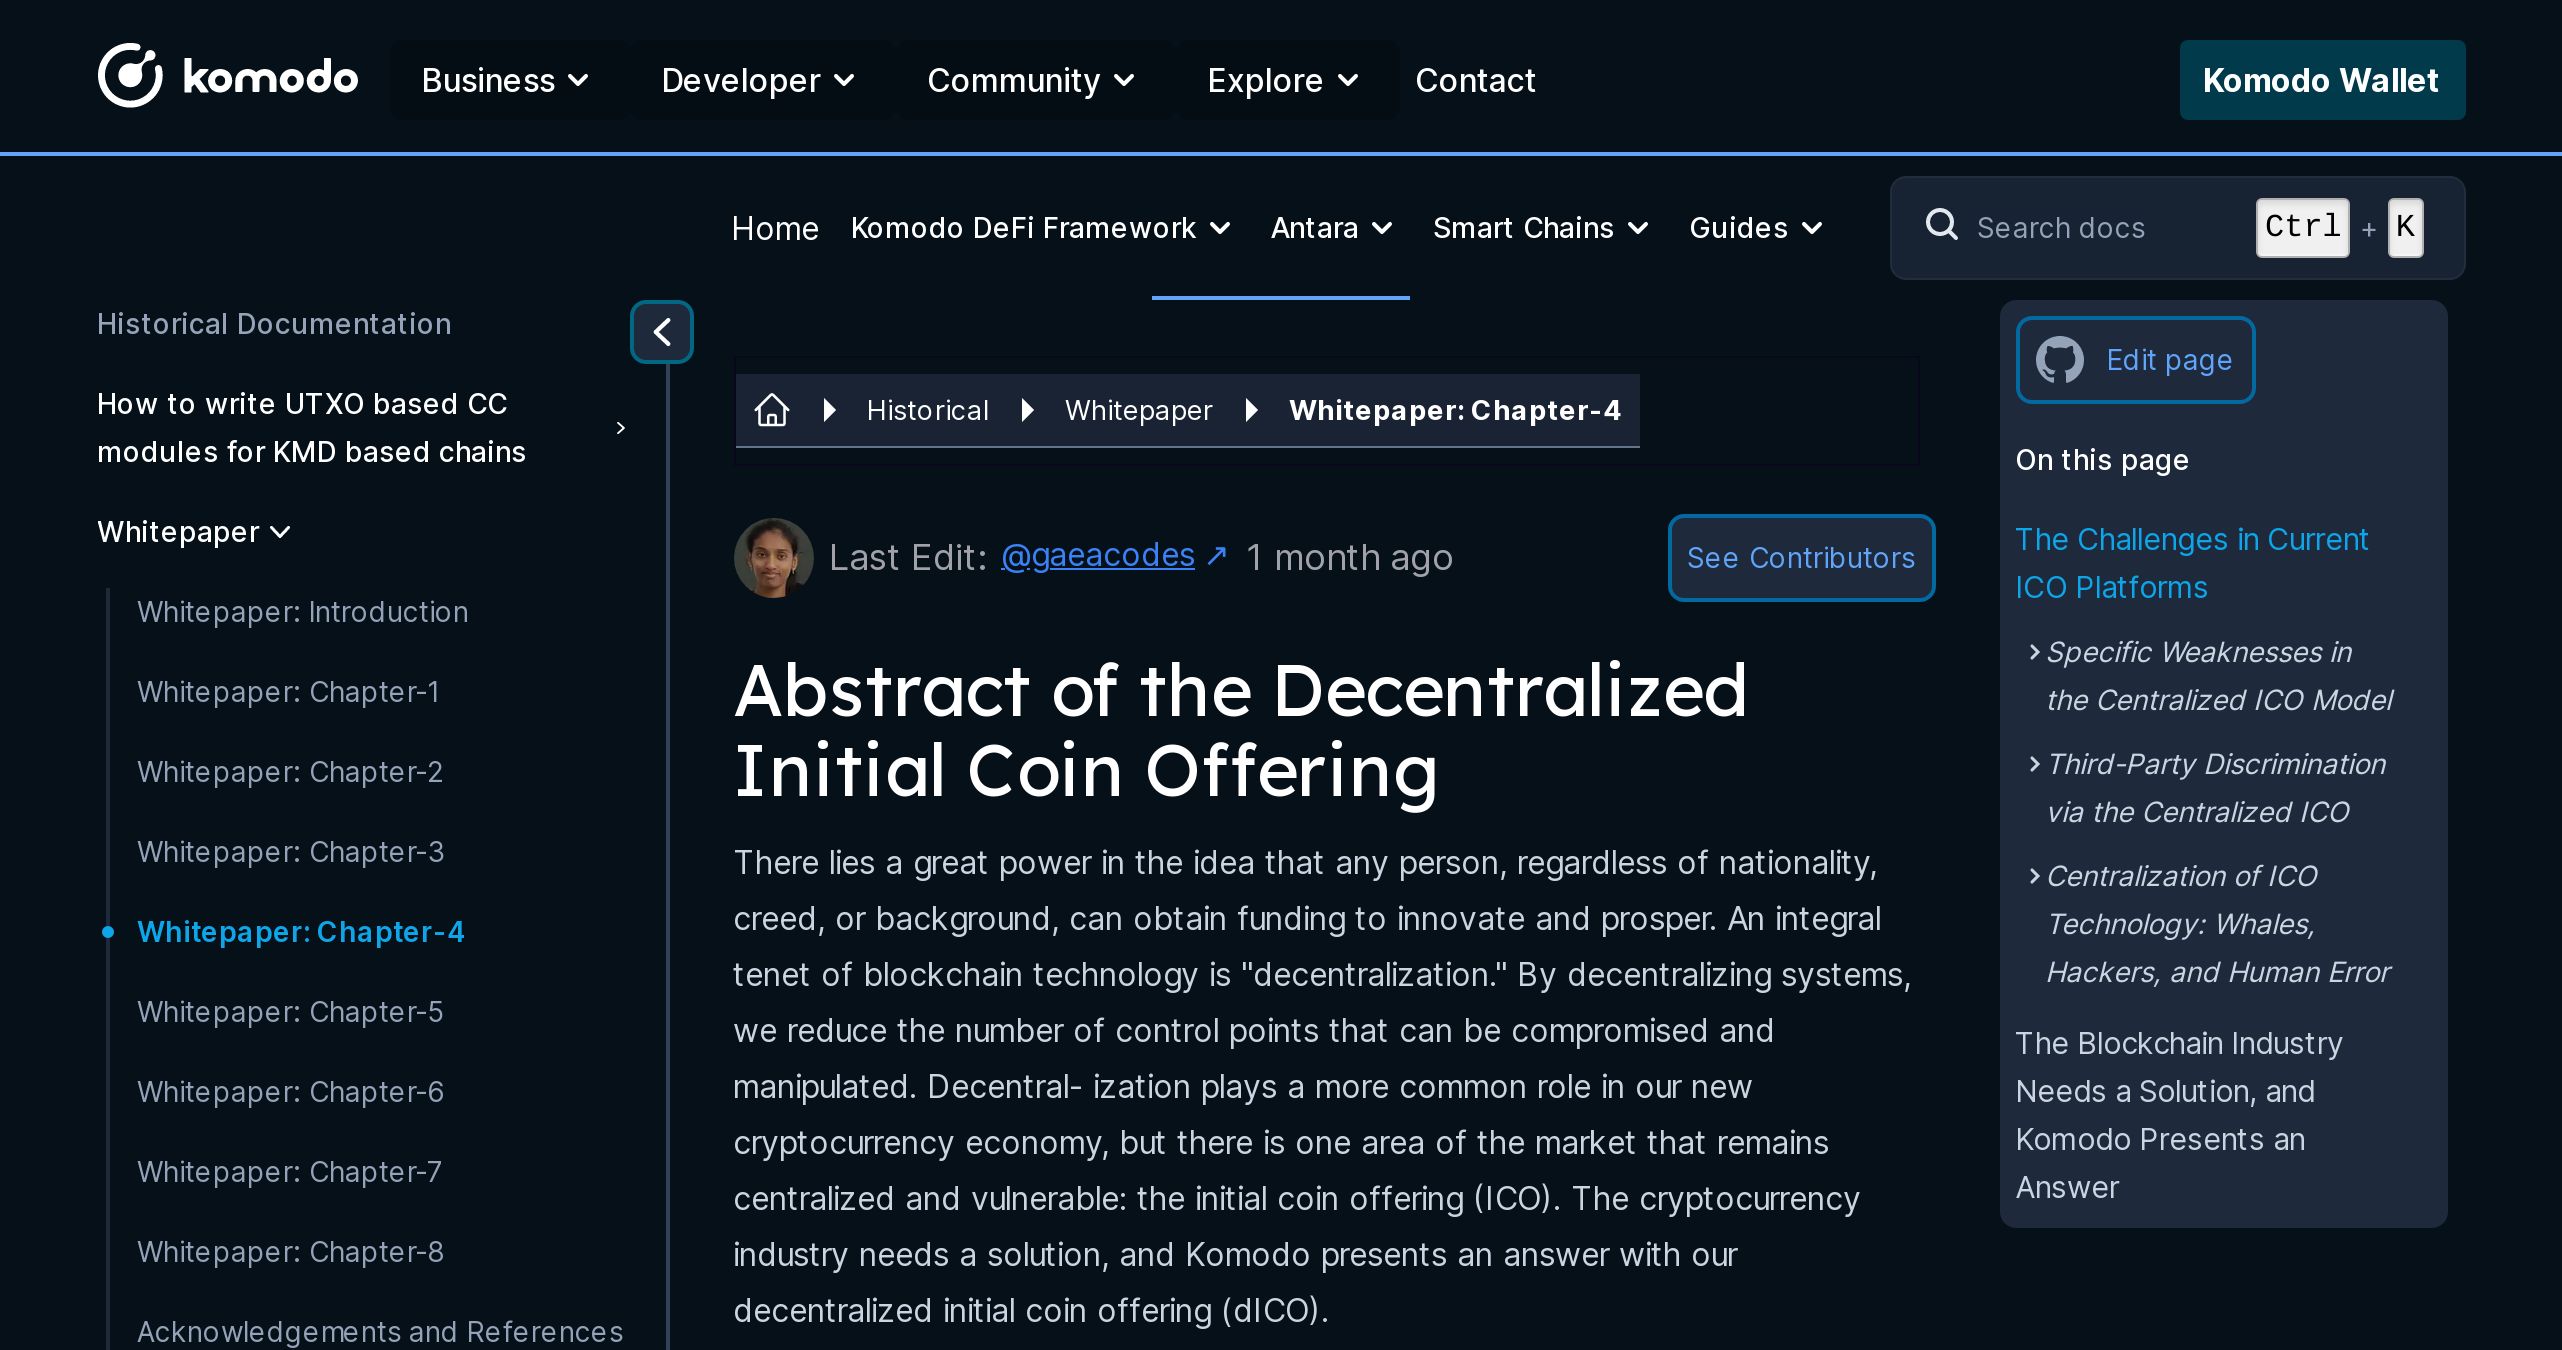 komodo
Business
Developer
Community
Explore
Contact
Komodo Wallet
Home
Komodo DeFi Framework
Antara
Smart Chains
Guides
Search docs
Ctrl + K
Historical Documentation
How to write UTXO based CC
modules for KMD based chains
Whitepaper
Whitepaper: Introduction
Whitepaper: Chapter-1
Whitepaper: Chapter-2
Whitepaper: Chapter-3
Whitepaper: Chapter-4
Whitepaper: Chapter-5
Whitepaper: Chapter-6
Whitepaper: Chapter-7
Whitepaper: Chapter-8
Acknowledgements and References
Historical
Whitepaper
Whitepaper: Chapter-4
Last Edit: @gaeacodes ↗ 1 month ago
See Contributors
Abstract of the Decentralized
Initial Coin Offering
There lies a great power in the idea that any person, regardless of nationality,
creed, or background, can obtain funding to innovate and prosper. An integral
tenet of blockchain technology is "decentralization." By decentralizing systems,
we reduce the number of control points that can be compromised and
manipulated. Decentral- ization plays a more common role in our new
cryptocurrency economy, but there is one area of the market that remains
centralized and vulnerable: the initial coin offering (ICO). The cryptocurrency
industry needs a solution, and Komodo presents an answer with our
decentralized initial coin offering (dICO).
Edit page
On this page
The Challenges in Current
ICO Platforms
Specific Weaknesses in
the Centralized ICO Model
Third-Party Discrimination
via the Centralized ICO
Centralization of ICO
Technology: Whales,
Hackers, and Human Error
The Blockchain Industry
Needs a Solution, and
Komodo Presents an
Answer